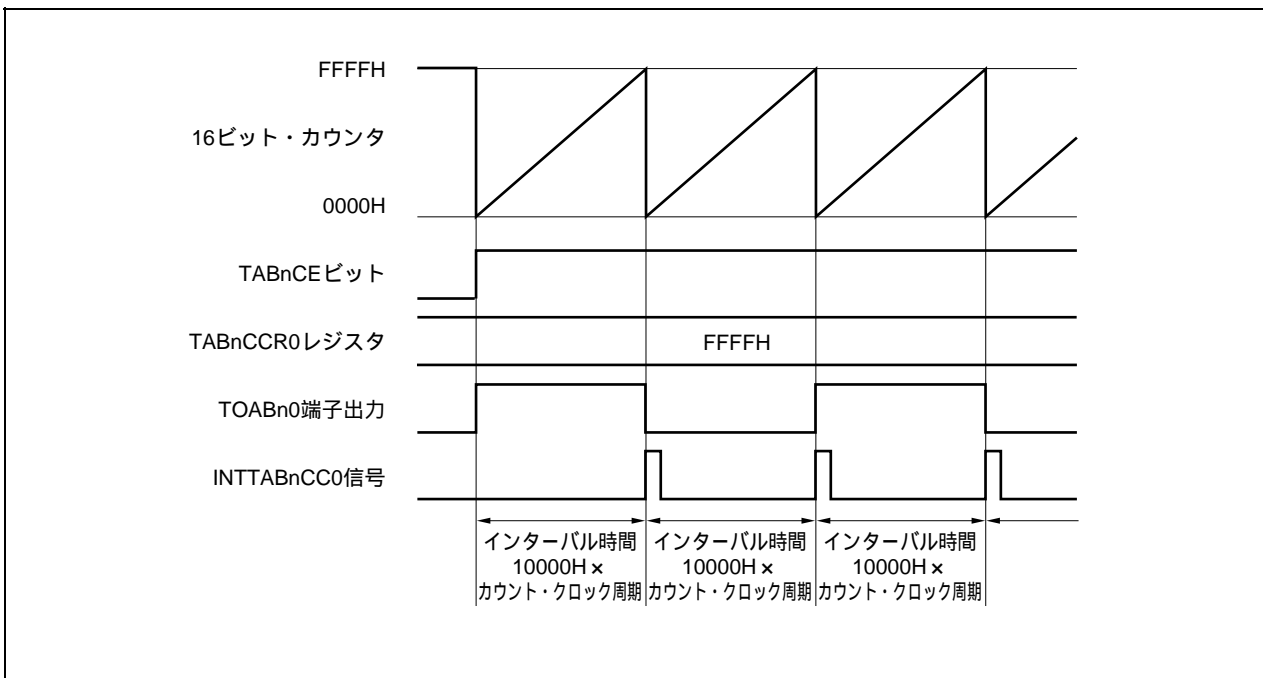 FFFFH
16ビット・カウンタ
0000H
TABnCEビット
TABnCCR0レジスタ
FFFFH
TOABn0端子出力
INTTABnCC0信号
インターバル時間
10000H ×
カウント・クロック周期
インターバル時間
10000H ×
カウント・クロック周期
インターバル時間
10000H ×
カウント・クロック周期